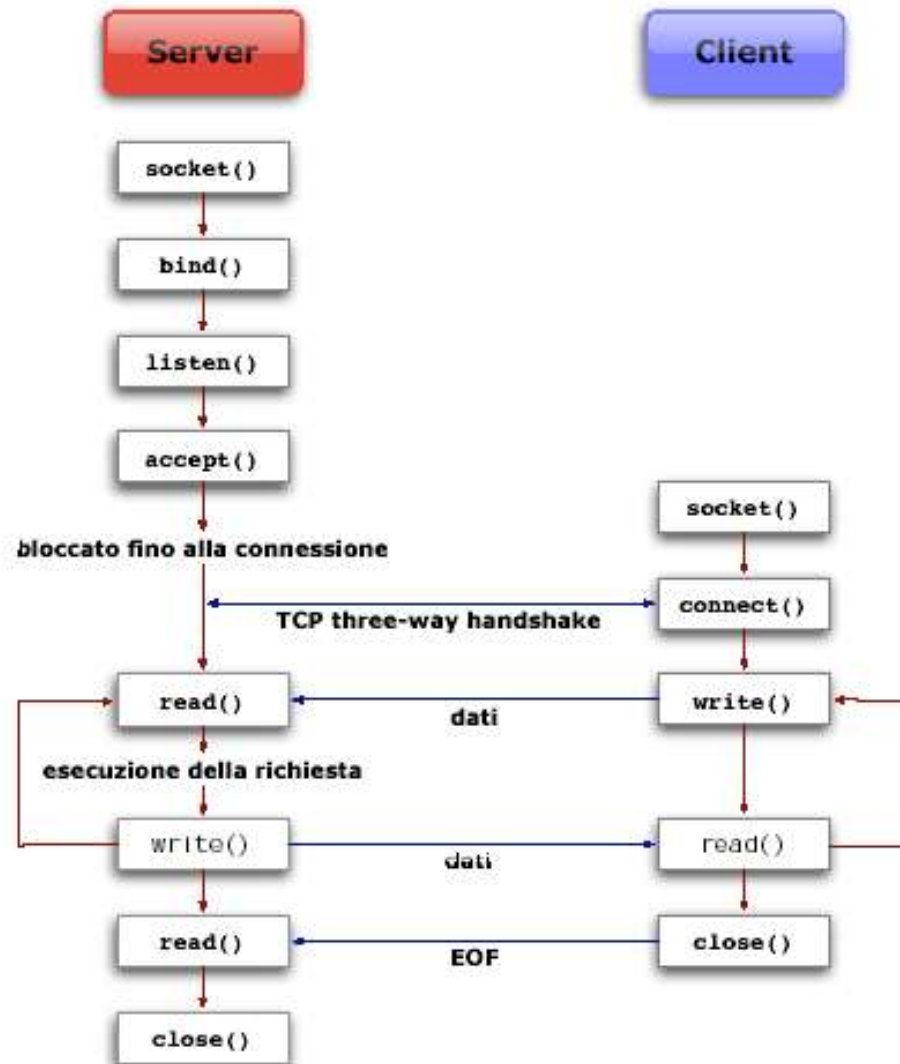 Server
Client
socket()
bind()
listen()
accept()
socket()
bloccato fino alla connessione
connect()
TCP three-way handshake
read()
write()
dati
esecuzione della richiesta
write()
read()
dati
read()
close()
EOF
close()